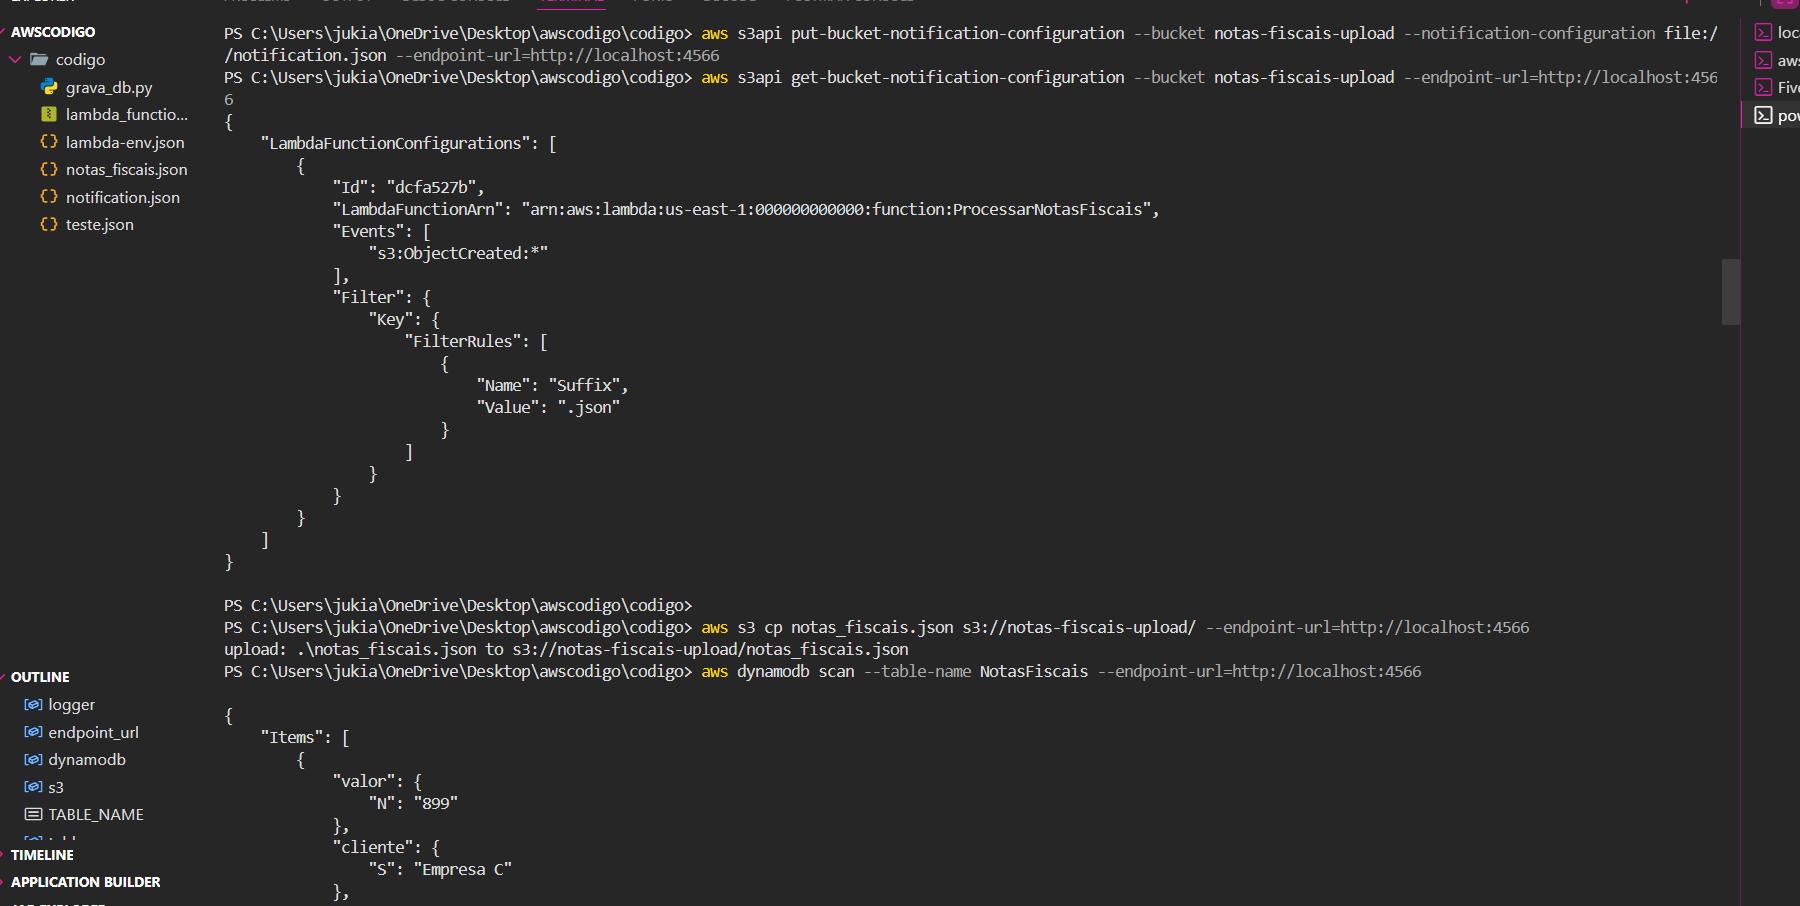 AWSCODIGO
codigo
grava_db.py
lambda_functio...
lambda-env.json
notas_fiscais.json
notification.json
teste.json
OUTLINE
logger
endpoint_url
dynamodb
s3
TABLE_NAME
TIMELINE
APPLICATION BUILDER
PS C:\Users\jukia\OneDrive\Desktop\awscodigo\codigo> aws s3api put-bucket-notification-configuration --bucket notas-fiscais-upload --notification-configuration file:/
/notification.json --endpoint-url=http://localhost:4566
PS C:\Users\jukia\OneDrive\Desktop\awscodigo\codigo> aws s3api get-bucket-notification-configuration --bucket notas-fiscais-upload --endpoint-url=http://localhost:456
6
{
    "LambdaFunctionConfigurations": [
        {
            "Id": "dcfa527b",
            "LambdaFunctionArn": "arn:aws:lambda:us-east-1:000000000000:function:ProcessarNotasFiscais",
            "Events": [
                "s3:ObjectCreated:*"
            ],
            "Filter": {
                "Key": {
                    "FilterRules": [
                        {
                            "Name": "Suffix",
                            "Value": ".json"
                        }
                    ]
                }
            }
        }
    ]
}
PS C:\Users\jukia\OneDrive\Desktop\awscodigo\codigo>
PS C:\Users\jukia\OneDrive\Desktop\awscodigo\codigo> aws s3 cp notas_fiscais.json s3://notas-fiscais-upload/ --endpoint-url=http://localhost:4566
upload: .\notas_fiscais.json to s3://notas-fiscais-upload/notas_fiscais.json
PS C:\Users\jukia\OneDrive\Desktop\awscodigo\codigo> aws dynamodb scan --table-name NotasFiscais --endpoint-url=http://localhost:4566
{
    "Items": [
        {
            "valor": {
                "N": "899"
            },
            "cliente": {
                "S": "Empresa C"
            },
loc
aws
Five
pow